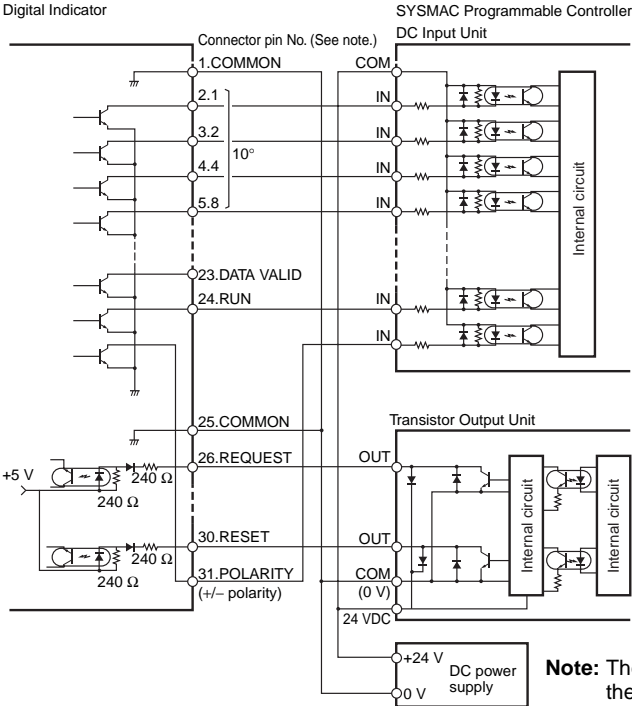 Digital Indicator
SYSMAC Programmable Controller
DC Input Unit
Connector pin No. (See note.)
1.COMMON
COM
2.1
IN
3.2
IN
10°
4.4
IN
5.8
IN
Internal circuit
23.DATA VALID
24.RUN
IN
IN
25.COMMON
Transistor Output Unit
26.REQUEST
OUT
+5 V
240 Ω
240 Ω
Internal circuit
Internal circuit
30.RESET
OUT
240 Ω
240 Ω
31.POLARITY
(+/− polarity)
COM
(0 V)
24 VDC
+24 V
DC power
supply
0 V
Note: The
the